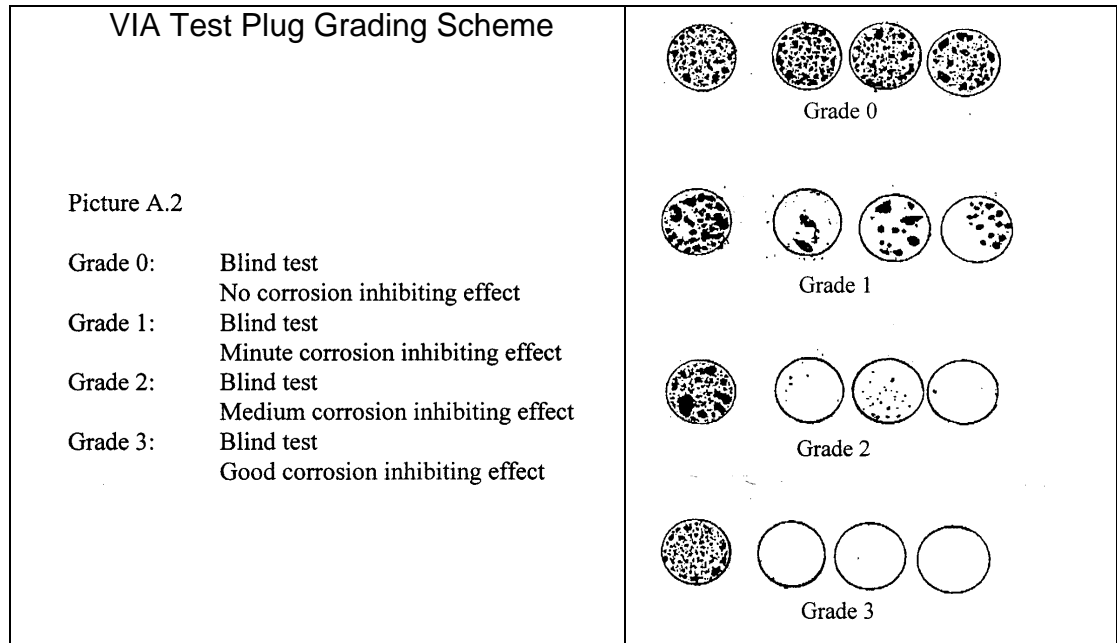 VIA Test Plug Grading Scheme
Picture A.2
Grade 0: Blind test
No corrosion inhibiting effect
Grade 1: Blind test
Minute corrosion inhibiting effect
Grade 2: Blind test
Medium corrosion inhibiting effect
Grade 3: Blind test
Good corrosion inhibiting effect
Grade 0
Grade 1
Grade 2
Grade 3